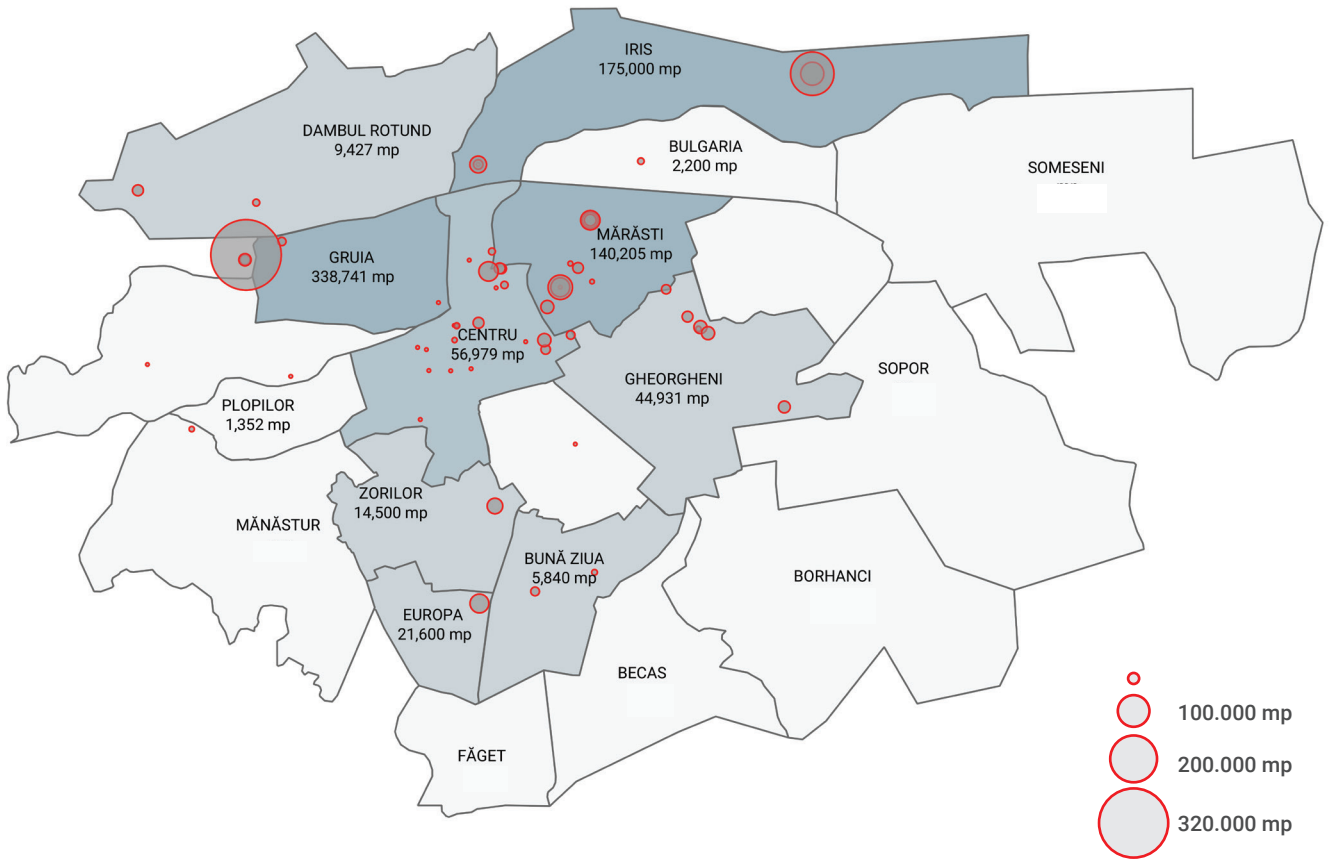 IRIS
175,000 mp
DAMBUL ROTUND
9,427 mp
BULGARIA
2,200 mp
SOMESENI
MĂRĂSTI
140,205 mp
GRUIA
338,741 mp
CENTRU
56,979 mp
GHEORGHENI
44,931 mp
SOPOR
PLOPILOR
1,352 mp
ZORILOR
14,500 mp
MĂNĂSTUR
BUNĂ ZIUA
5,840 mp
BORHANCI
EUROPA
21,600 mp
BECAS
FĂGET
100.000 mp
200.000 mp
320.000 mp